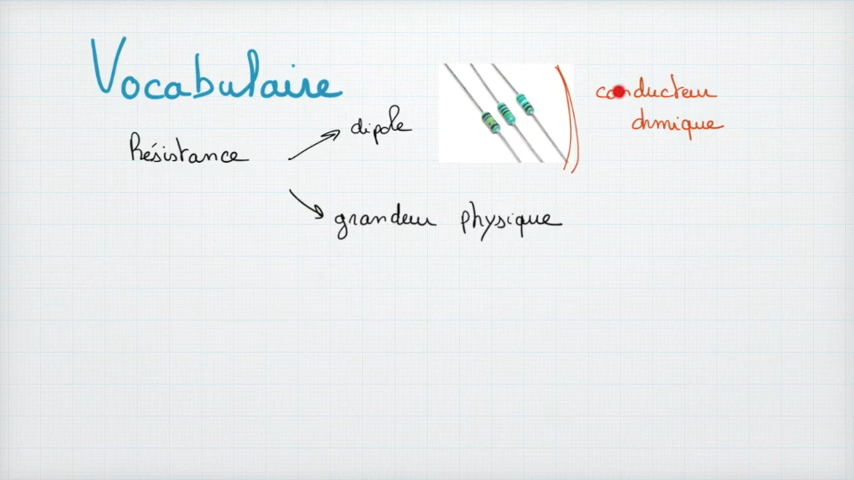 Vocabulaire
Résistance
dipole
conducteur
ohmique
grandeur physique